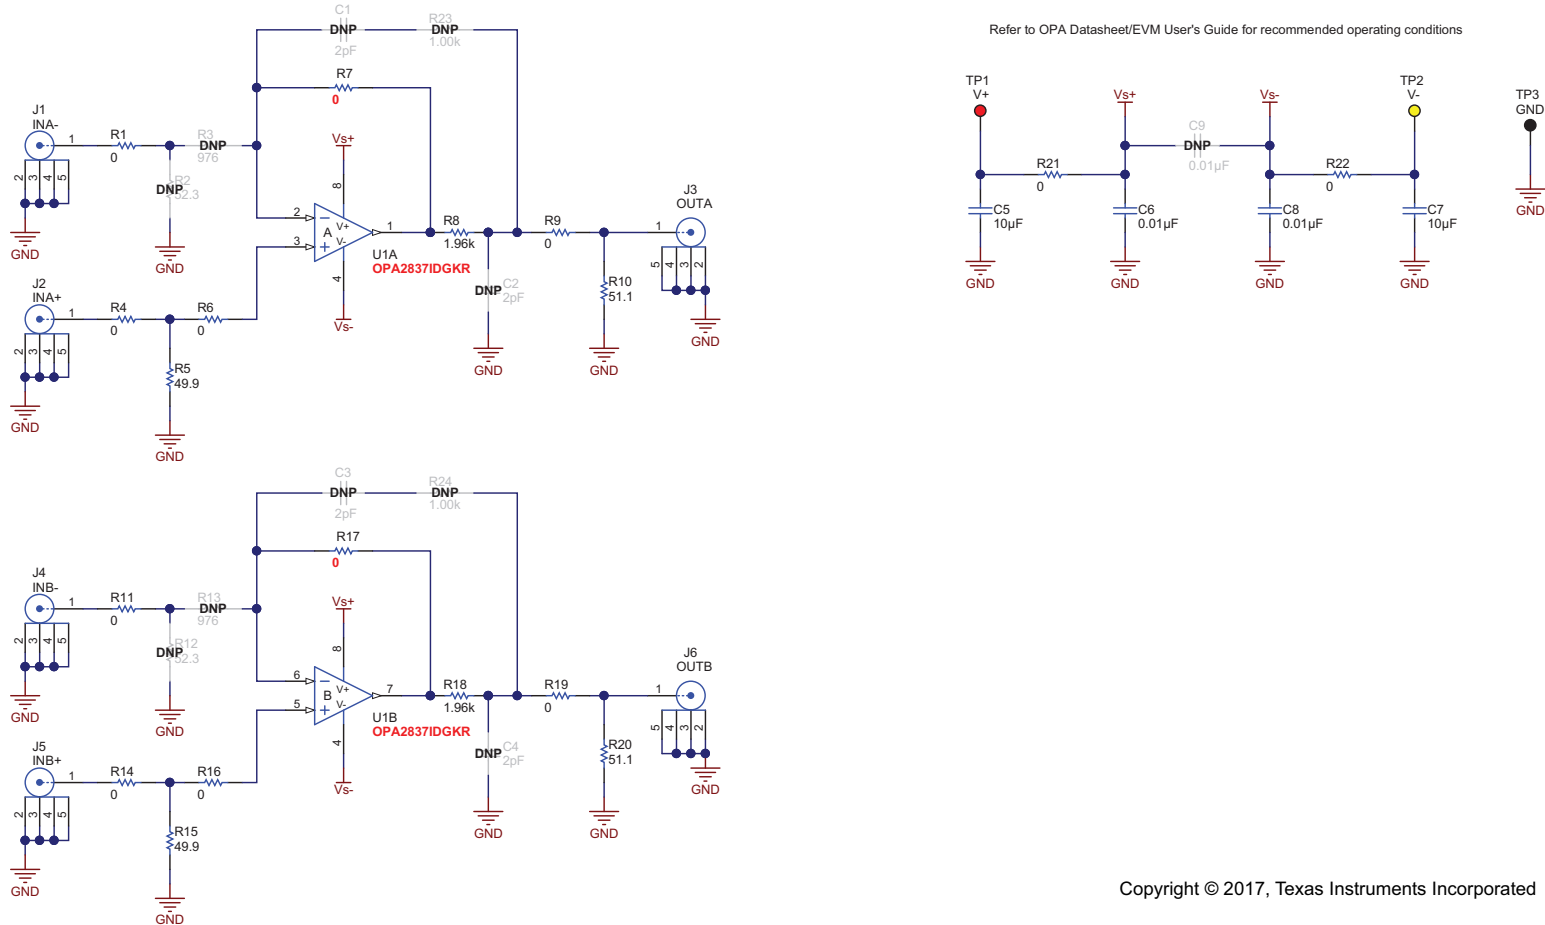 C1
DNP
2pF
R23
DNP
1.00k
R7
0
J1
INA-
1
2
3
4
5
GND
R1
0
R3
DNP
976
R2
DNP
52.3
GND
Vs+
8
2
3
A
V+
V-
1
4
Vs-
U1A
OPA2837IDGKR
R8
1.96k
C2
DNP
2pF
GND
R9
0
R10
51.1
GND
J3
OUTA
1
5
4
3
2
GND
J2
INA+
1
2
3
4
5
GND
R4
0
R6
0
R5
49.9
GND
C3
DNP
2pF
R24
DNP
1.00k
R17
0
J4
INB-
1
2
3
4
5
GND
R11
0
R13
DNP
976
R12
DNP
52.3
GND
Vs+
8
6
5
B
V+
V-
7
4
Vs-
U1B
OPA2837IDGKR
R18
1.96k
C4
DNP
2pF
GND
R19
0
R20
51.1
GND
J6
OUTB
1
5
4
3
2
GND
J5
INB+
1
2
3
4
5
GND
R14
0
R16
0
R15
49.9
GND
Refer to OPA Datasheet/EVM User's Guide for recommended operating conditions
TP1
V+
C5
10µF
GND
R21
0
Vs+
C6
0.01µF
GND
C9
DNP
0.01µF
Vs-
C8
0.01µF
GND
R22
0
TP2
V-
C7
10µF
GND
TP3
GND
GND
Copyright © 2017, Texas Instruments Incorporated